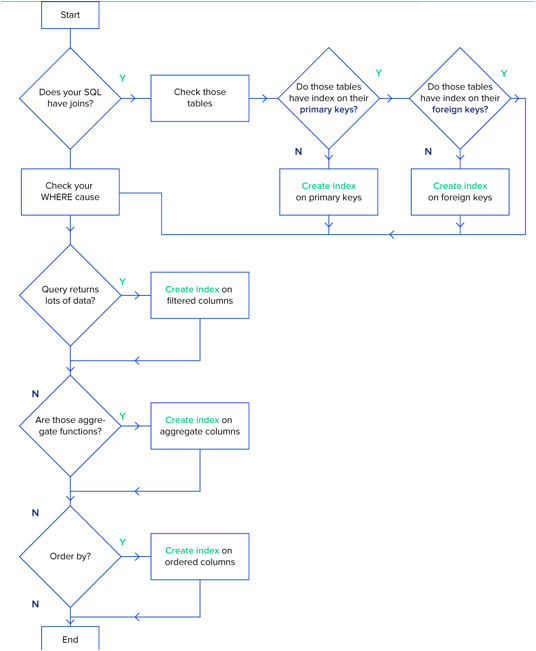 Start
Does your SQL
have joins?
Y
Check those
tables
Do those tables
have index on their
primary keys?
Y
Do those tables
have index on their
foreign keys?
Y
N
N
Check your
WHERE cause
Create index
on primary keys
Create index
on foreign keys
Query returns
lots of data?
Y
Create index on
filtered columns
N
Are those aggre-
gate functions?
Y
Create index on
aggregate columns
N
Order by?
Y
Create index on
ordered columns
N
End